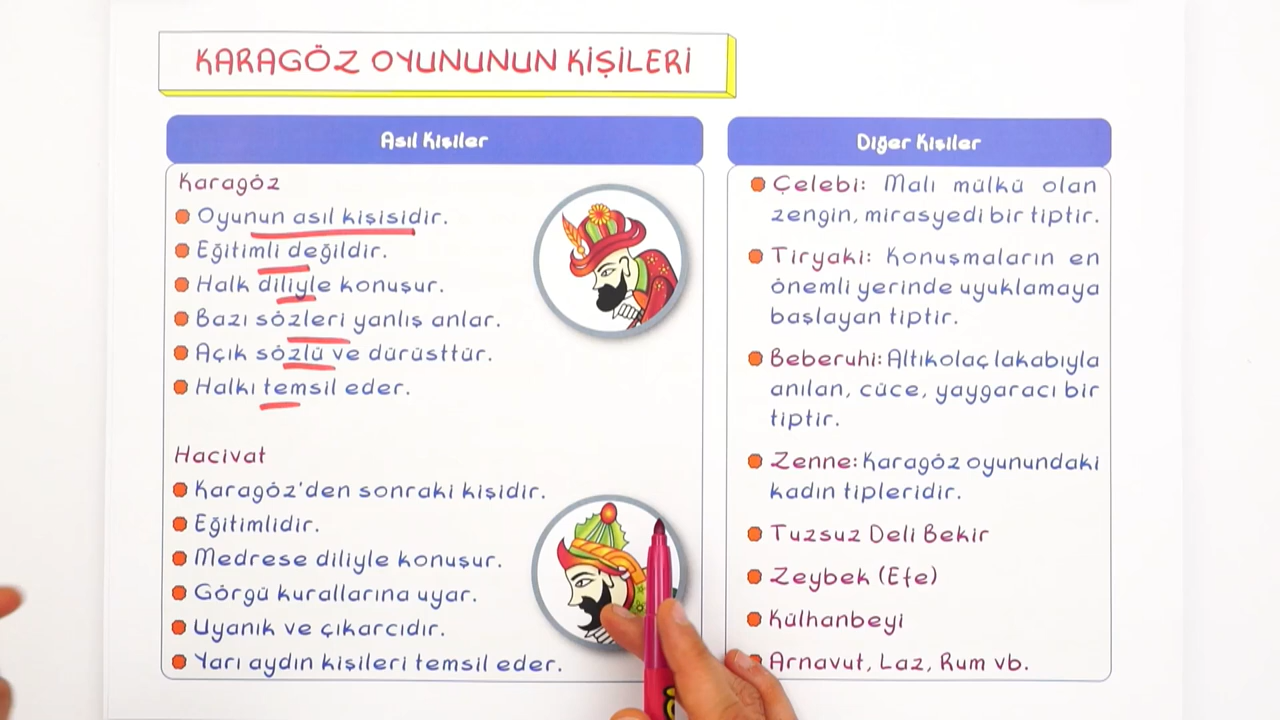 KARAGÖZ OYUNUNUN KİŞİLERİ
Asıl Kişiler
Karagöz
Oyunun asıl kişisidir.
Eğitimli değildir.
Halk diliyle konuşur.
Bazı sözleri yanlış anlar.
Açık sözlü ve dürüsttür.
Halkı temsil eder.
Hacivat
Karagöz'den sonraki kişidir.
Eğitimlidir.
Medrese diliyle konuşur.
Görgü kurallarına uyar.
Uyanık ve çıkarcıdır.
Yarı aydın kişileri temsil eder.
Diğer Kişiler
Çelebi: Malı mülkü olan
zengin, mirasyedi bir tiptir.
Tiryaki: Konuşmaların en
önemli yerinde uyuklamaya
başlayan tiptir.
Beberuhi: Altıkolaç lakabıyla
anılan, cüce, yaygaracı bir
tiptir.
Zenne: Karagöz oyunundaki
kadın tipleridir.
Tuzsuz Deli Bekir
Zeybek (Efe)
Külhanbeyi
Arnavut, Laz, Rum vb.